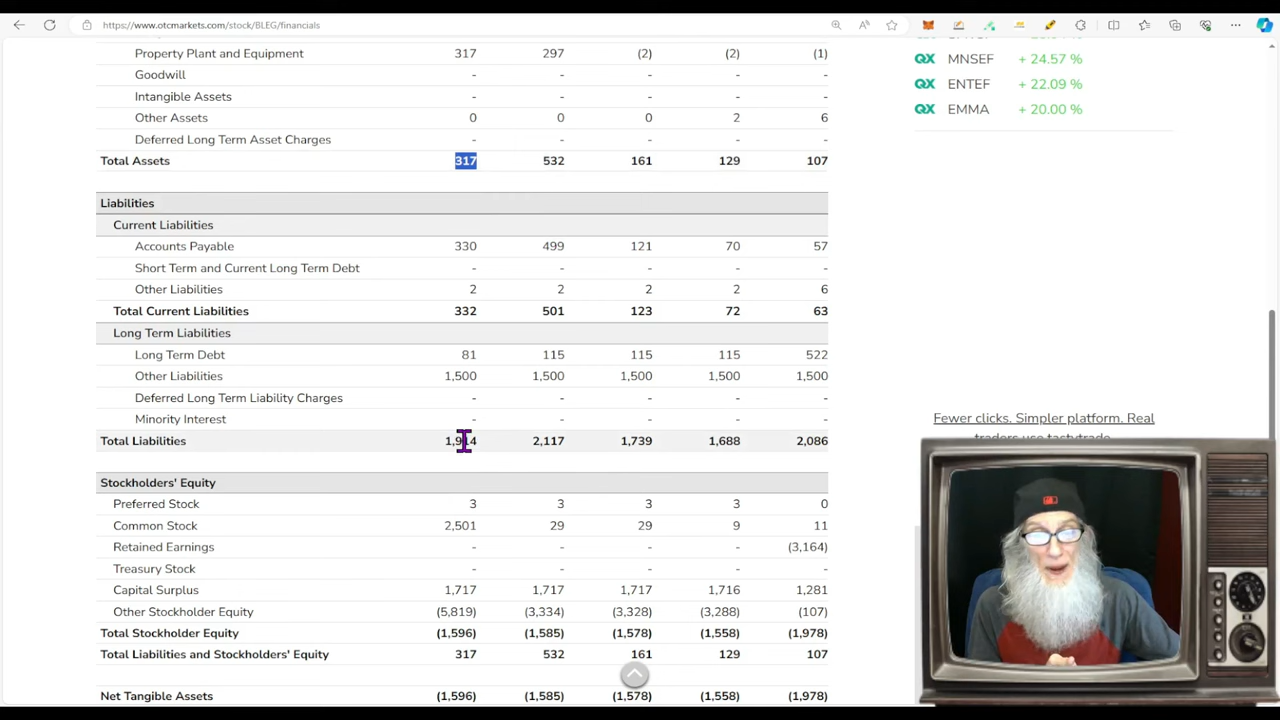 https://www.otcmarkets.com/stock/BLEG/financials
Property Plant and Equipment 317 297 (2) (2) (1)
Goodwill - - - - -
Intangible Assets - - - - -
Other Assets 0 0 0 2 6
Deferred Long Term Asset Charges - - - - -
Total Assets 317 532 161 129 107
Liabilities
Current Liabilities
Accounts Payable 330 499 121 70 57
Short Term and Current Long Term Debt - - - - -
Other Liabilities 2 2 2 2 6
Total Current Liabilities 332 501 123 72 63
Long Term Liabilities
Long Term Debt 81 115 115 115 522
Other Liabilities 1,500 1,500 1,500 1,500 1,500
Deferred Long Term Liability Charges - - - - -
Minority Interest - - - - -
Total Liabilities 1,914 2,117 1,739 1,688 2,086
Stockholders' Equity
Preferred Stock 3 3 3 3 0
Common Stock 2,501 29 29 9 11
Retained Earnings - - - - (3,164)
Treasury Stock - - - - -
Capital Surplus 1,717 1,717 1,717 1,716 1,281
Other Stockholder Equity (5,819) (3,334) (3,328) (3,288) (107)
Total Stockholder Equity (1,596) (1,585) (1,578) (1,558) (1,978)
Total Liabilities and Stockholders' Equity 317 532 161 129 107
Net Tangible Assets (1,596) (1,585) (1,578) (1,558) (1,978)
QX MNSEF + 24.57 %
QX ENTEF + 22.09 %
QX EMMA + 20.00 %
Fewer clicks. Simpler platform. Real
traders use tastytrade.